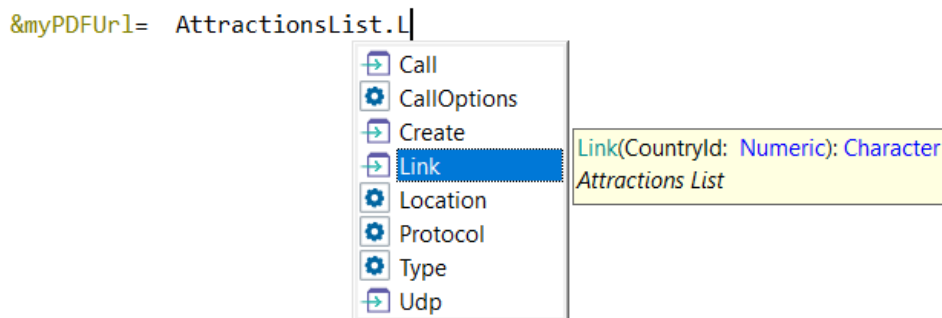 &myPDFUrl= AttractionsList.L
Call
CallOptions
Create
Link
Link(CountryId: Numeric): Character
Attractions List
Location
Protocol
Type
Udp